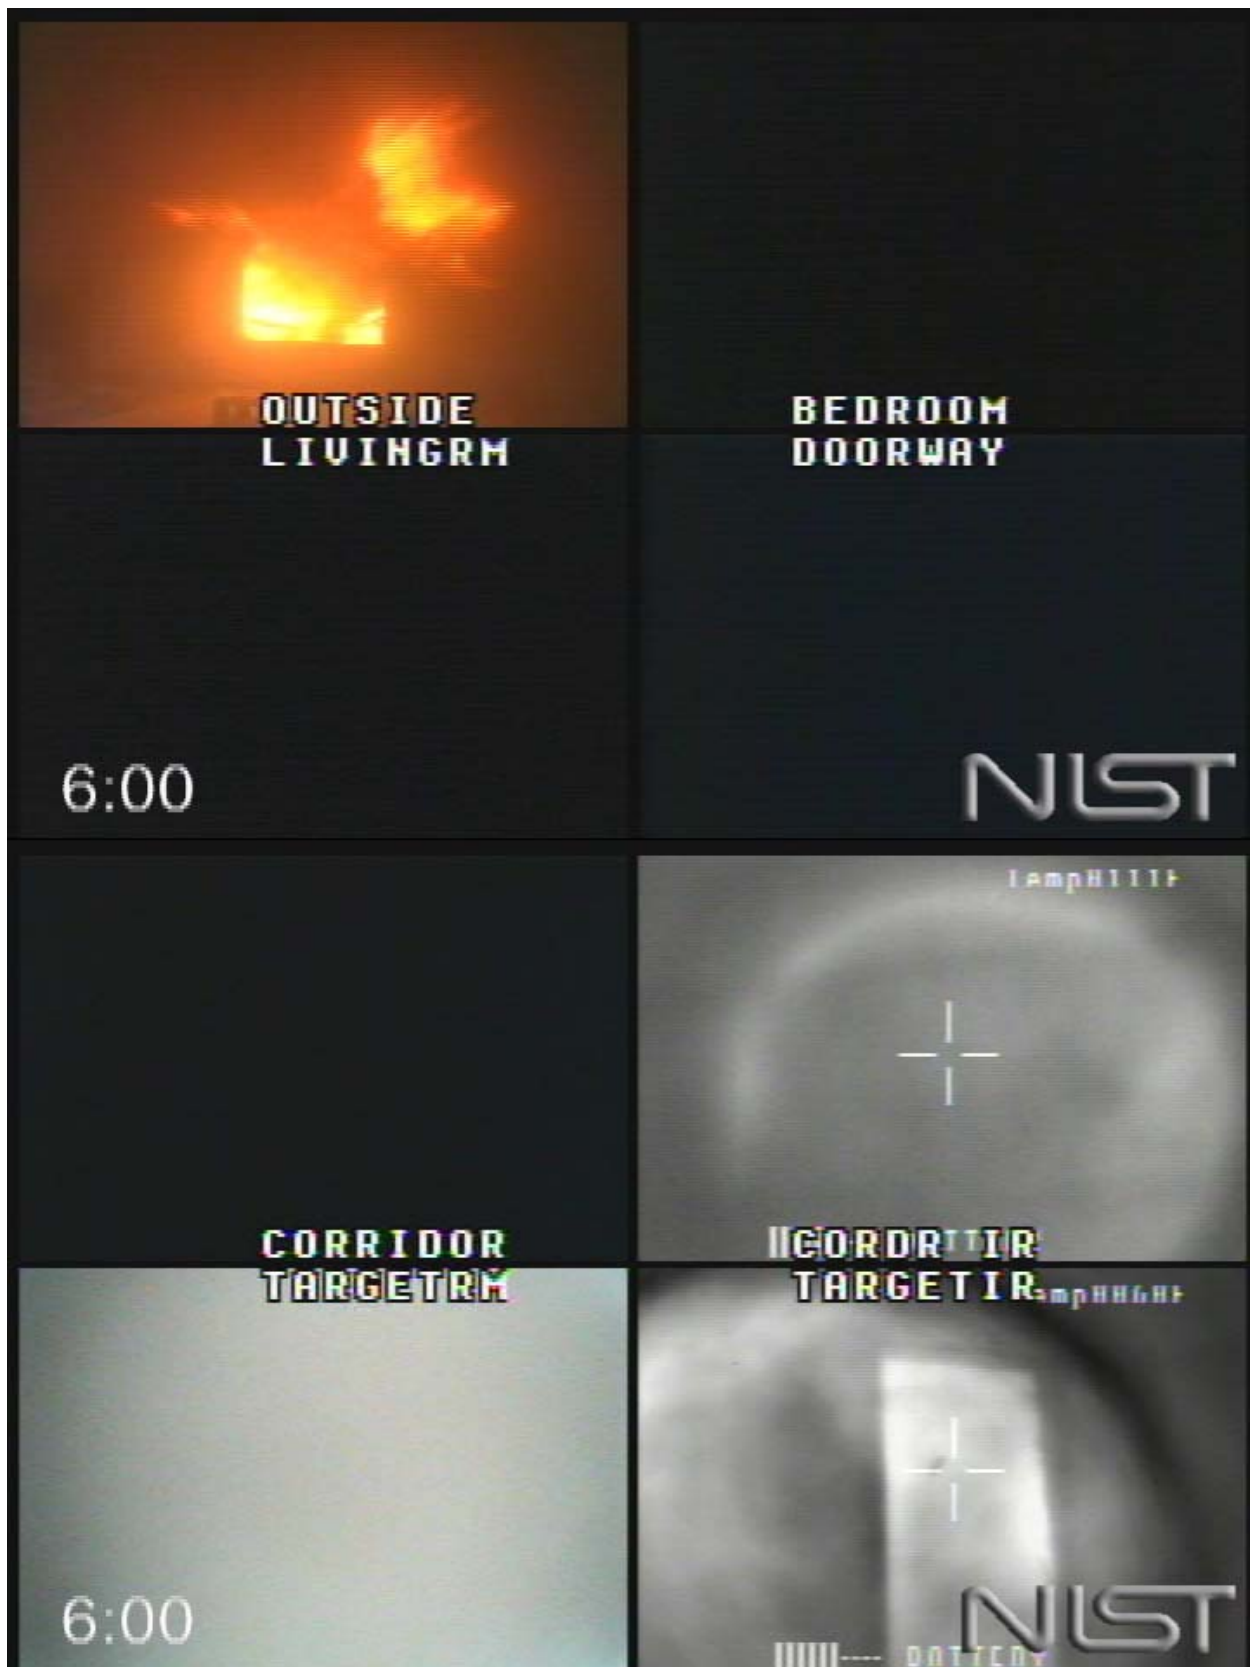 OUTSIDE
LIVINGRM
BEDROOM
DOORWAY
6:00
NIST
CORRIDOR
TARGETRM
TARGETIR
6:00
NIST